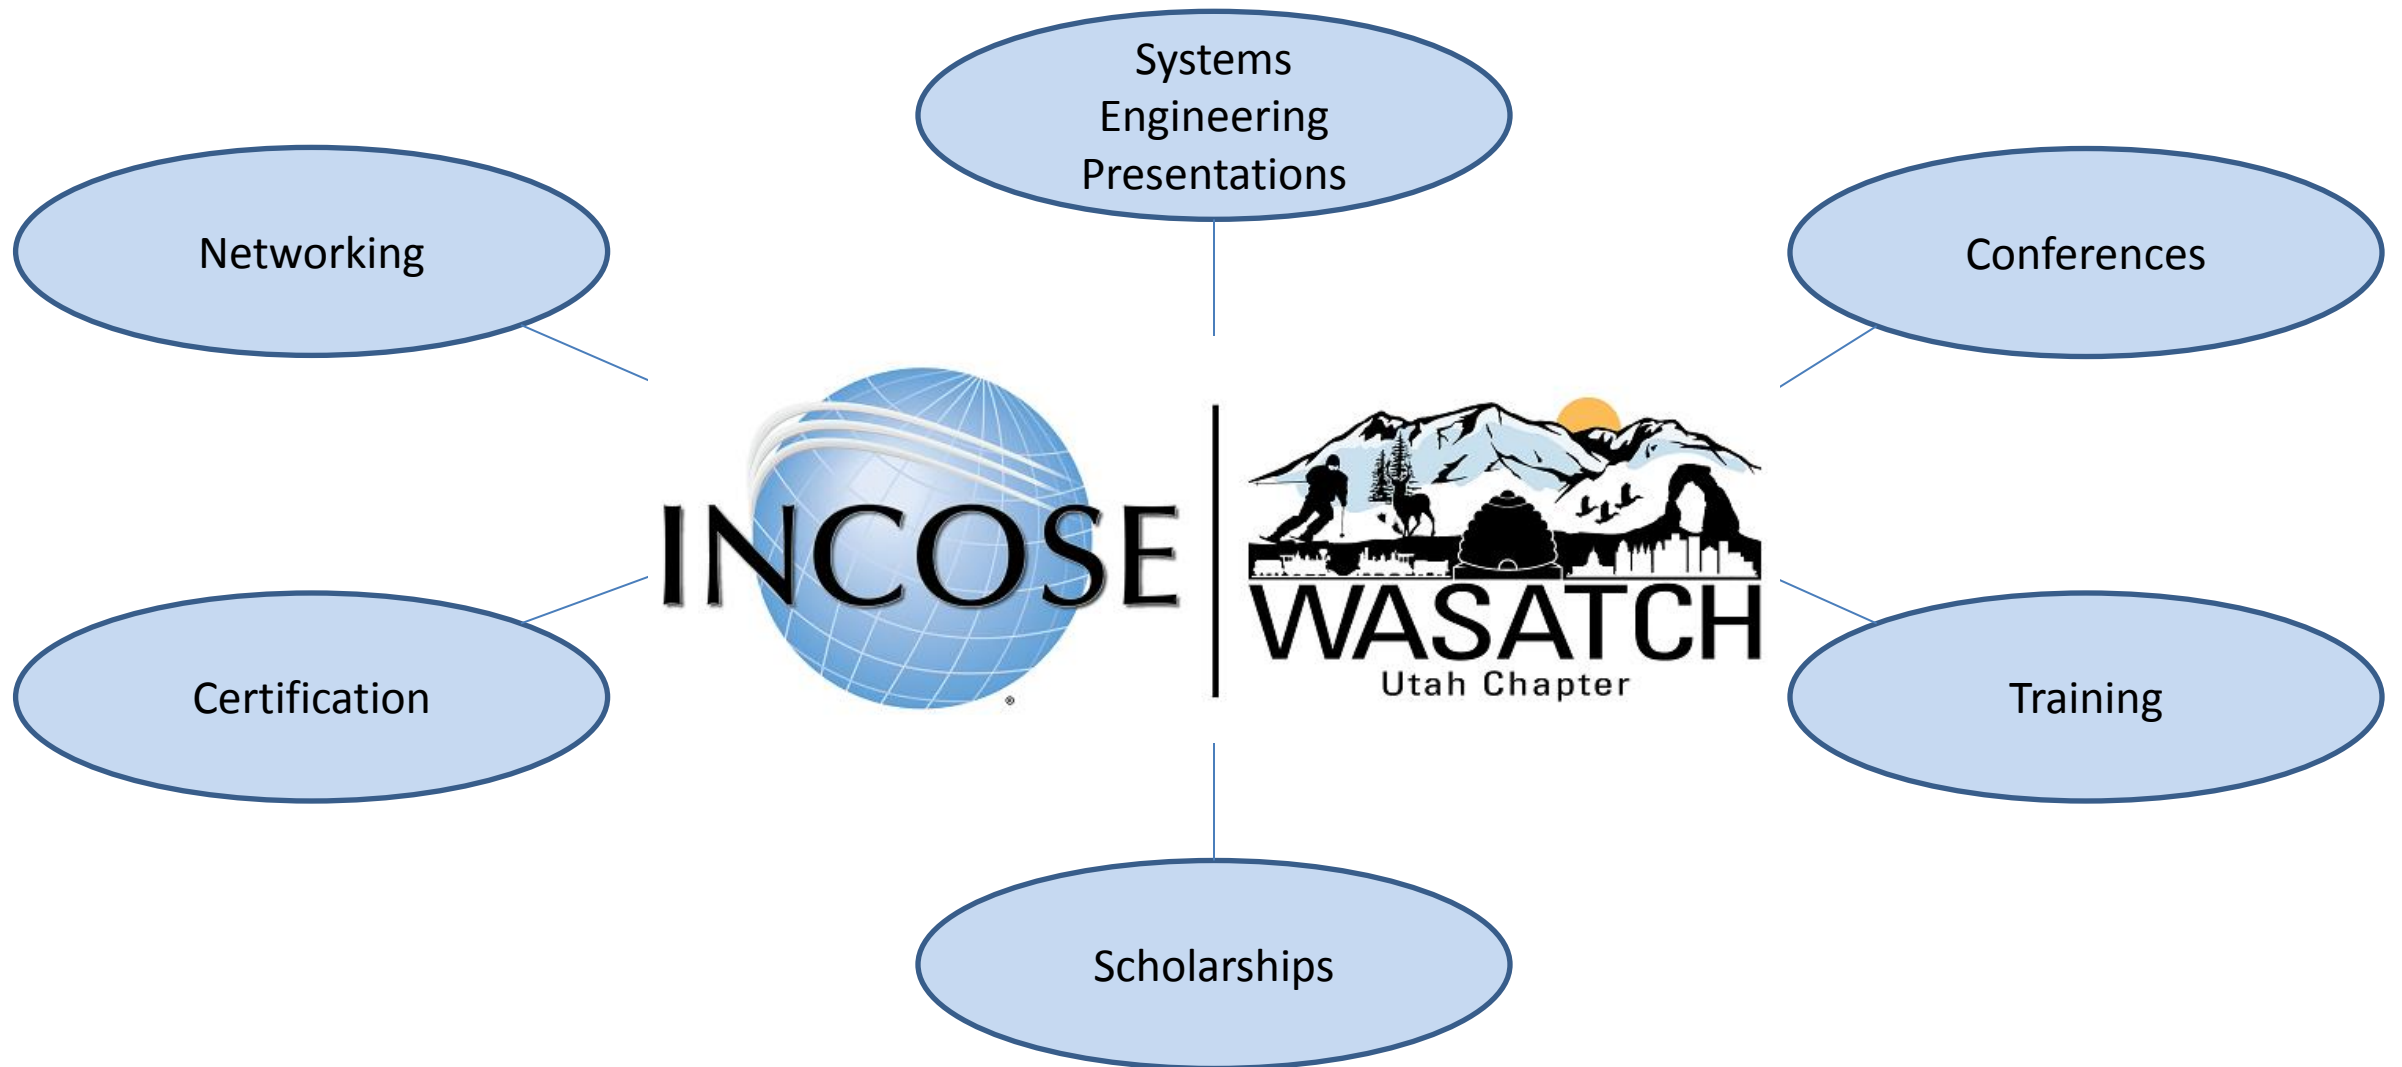 Systems
Engineering
Presentations
Networking
Conferences
INCOSE
®
WASATCH
Utah Chapter
Certification
Training
Scholarships